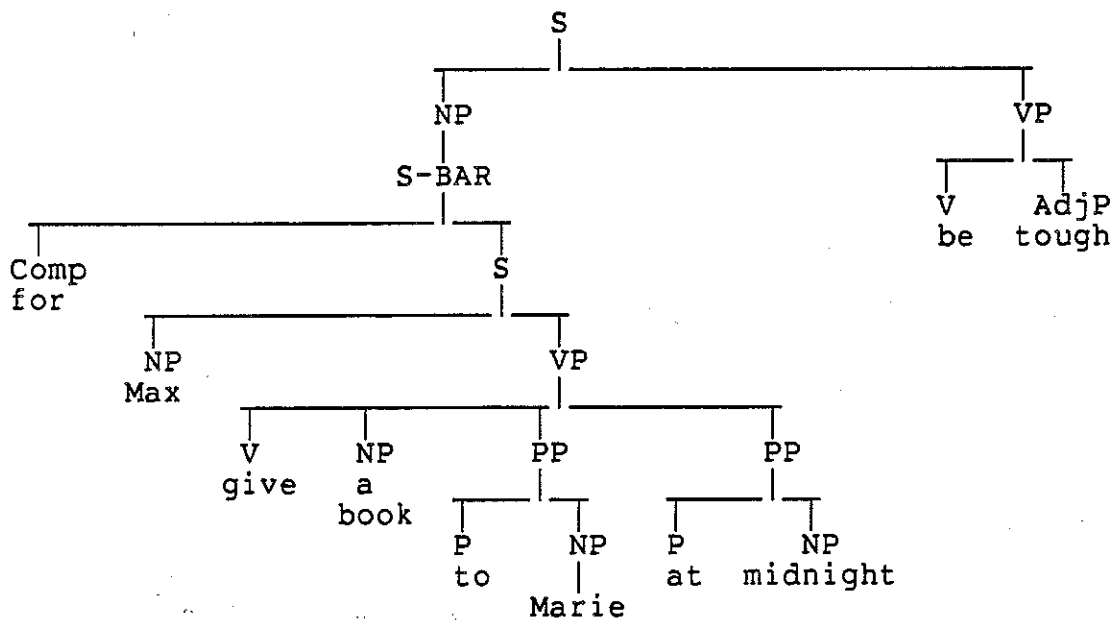 S
NP VP
S-BAR
V AdjP
be tough
Comp S
for
NP VP
Max
V NP PP PP
give a
book
P NP P NP
to at midnight
Marie